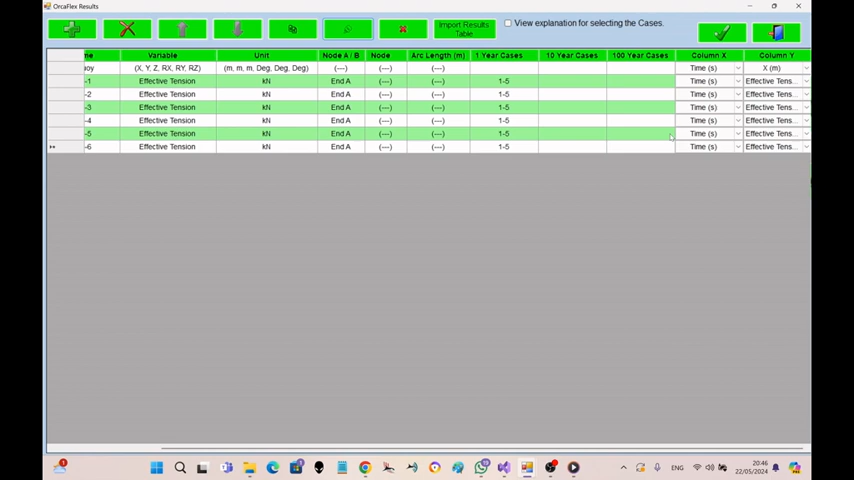 OrcaFlex Results
Import Results Table
View explanation for selecting the Cases.
me Variable Unit Node A / B Node Arc Length (m) 1 Year Cases 10 Year Cases 100 Year Cases Column X Column Y
(X, Y, Z, RX, RY, RZ) (m, m, m, Deg, Deg, Deg) (---) (---) (---) Time (s) X (m)
-1 Effective Tension kN End A (---) (---) 1-5 Time (s) Effective Tens...
-2 Effective Tension kN End A (---) (---) 1-5 Time (s) Effective Tens...
-3 Effective Tension kN End A (---) (---) 1-5 Time (s) Effective Tens...
-4 Effective Tension kN End A (---) (---) 1-5 Time (s) Effective Tens...
-5 Effective Tension kN End A (---) (---) 1-5 Time (s) Effective Tens...
-6 Effective Tension kN End A (---) (---) 1-5 Time (s) Effective Tens...
ENG
20:46
22/05/2024